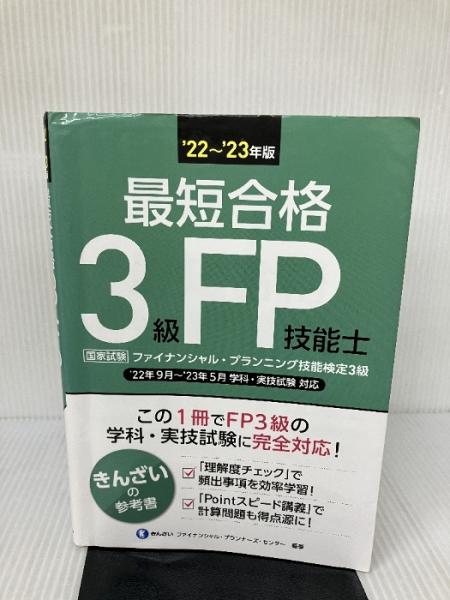 '22～'23年版
最短合格
3級FP技能士
国家試験 ファイナンシャル・プランニング技能検定3級
'22年9月～'23年5月 学科・実技試験 対応
この1冊でFP3級の
学科・実技試験に完全対応！
きんざいの
参考書
「理解度チェック」で
頻出事項を効率学習！
「Pointスピード講義」で
計算問題も得点源に！
きんざい ファイナンシャル・プランナーズ・センター 編著